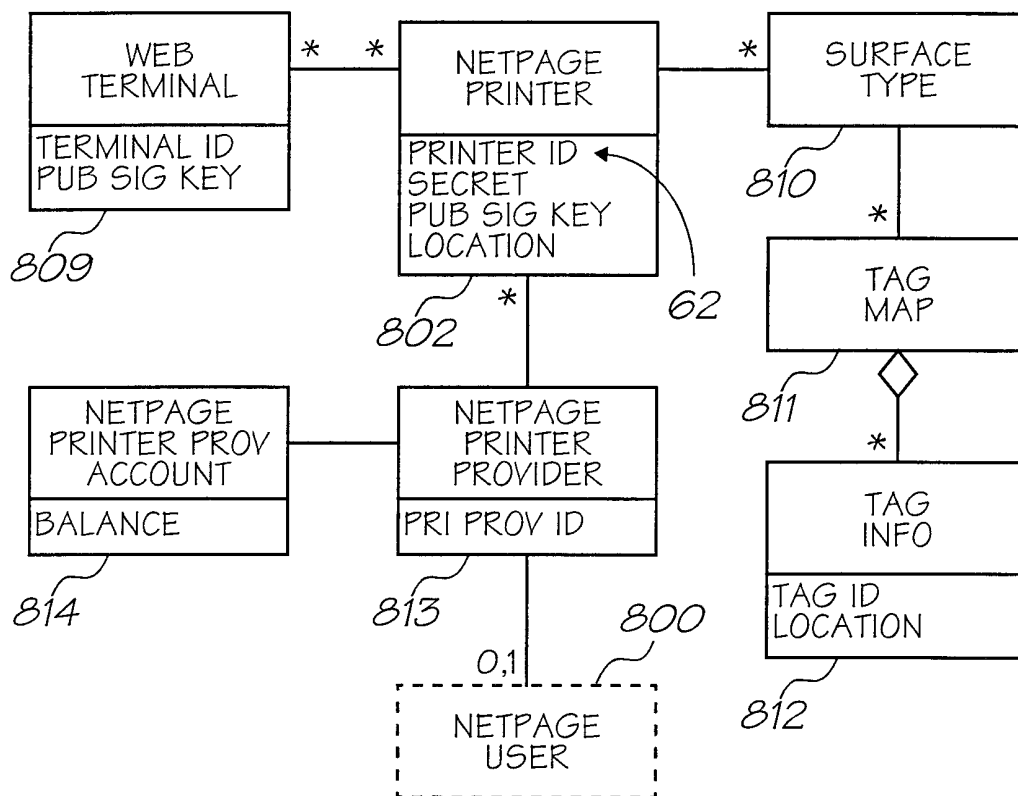 WEB
TERMINAL
TERMINAL ID
PUB SIG KEY
809
*
*
NETPAGE
PRINTER
PRINTER ID
SECRET
PUB SIG KEY
LOCATION
802
62
*
*
SURFACE
TYPE
810
*
TAG
MAP
811
*
TAG
INFO
TAG ID
LOCATION
812
NETPAGE
PRINTER PROV
ACCOUNT
BALANCE
814
NETPAGE
PRINTER
PROVIDER
PRI PROV ID
813
0,1
800
NETPAGE
USER